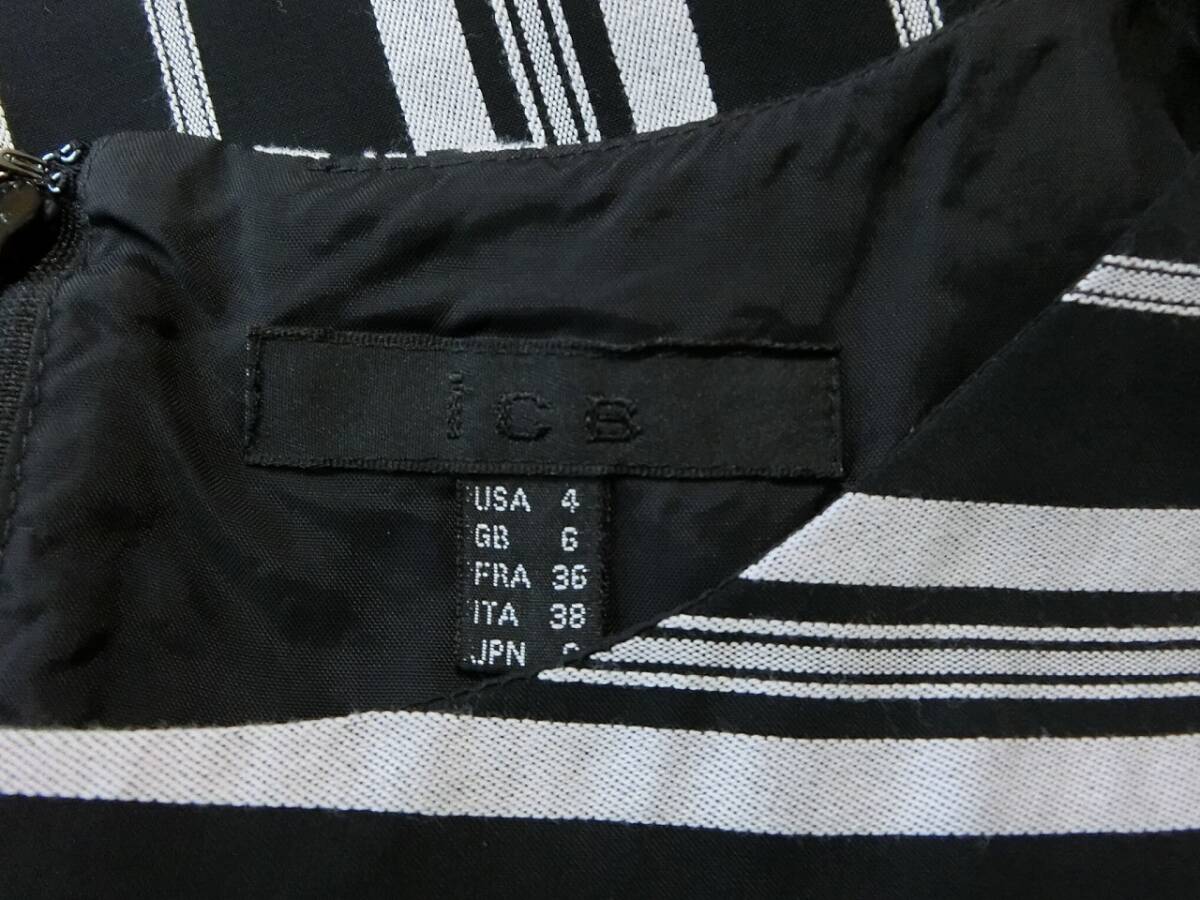 iCB
USA 4
GB 6
FRA 36
ITA 38
JPN